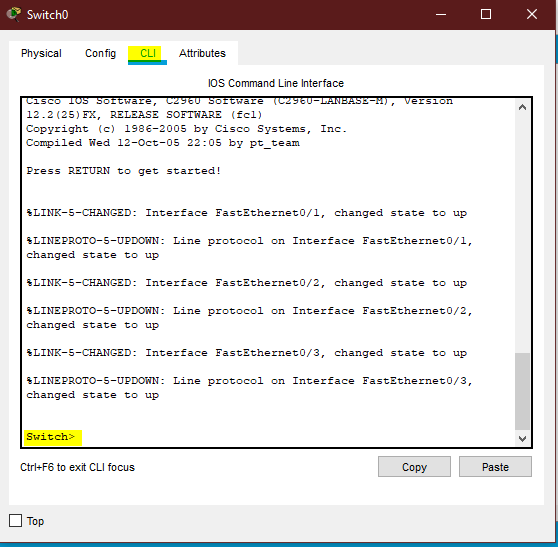 Switch0
Physical Config CLI Attributes
IOS Command Line Interface
Cisco IOS Software, C2960 Software (C2960-LANBASE-M), Version
12.2(25)FX, RELEASE SOFTWARE (fc1)
Copyright (c) 1986-2005 by Cisco Systems, Inc.
Compiled Wed 12-Oct-05 22:05 by pt_team
Press RETURN to get started!
%LINK-5-CHANGED: Interface FastEthernet0/1, changed state to up
%LINEPROTO-5-UPDOWN: Line protocol on Interface FastEthernet0/1,
changed state to up
%LINK-5-CHANGED: Interface FastEthernet0/2, changed state to up
%LINEPROTO-5-UPDOWN: Line protocol on Interface FastEthernet0/2,
changed state to up
%LINK-5-CHANGED: Interface FastEthernet0/3, changed state to up
%LINEPROTO-5-UPDOWN: Line protocol on Interface FastEthernet0/3,
changed state to up
Switch>
Ctrl+F6 to exit CLI focus
Copy Paste
Top